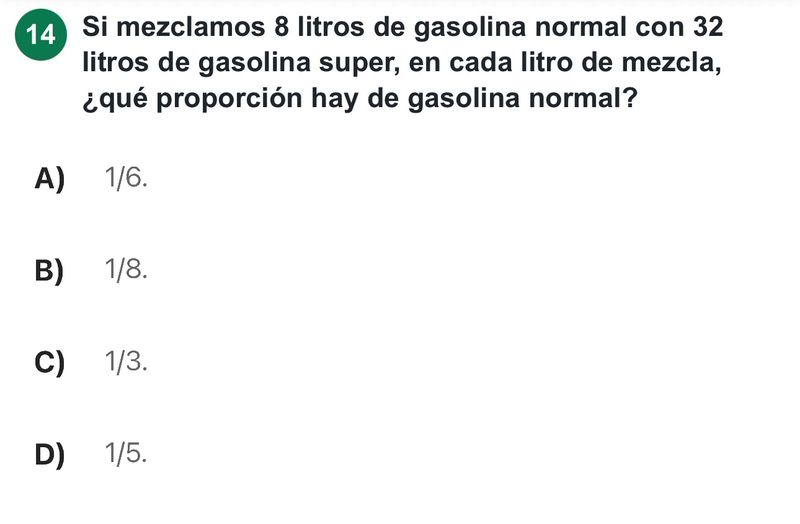 14 Si mezclamos 8 litros de gasolina normal con 32
litros de gasolina super, en cada litro de mezcla,
¿qué proporción hay de gasolina normal?
A) 1/6.
B) 1/8.
C) 1/3.
D) 1/5.